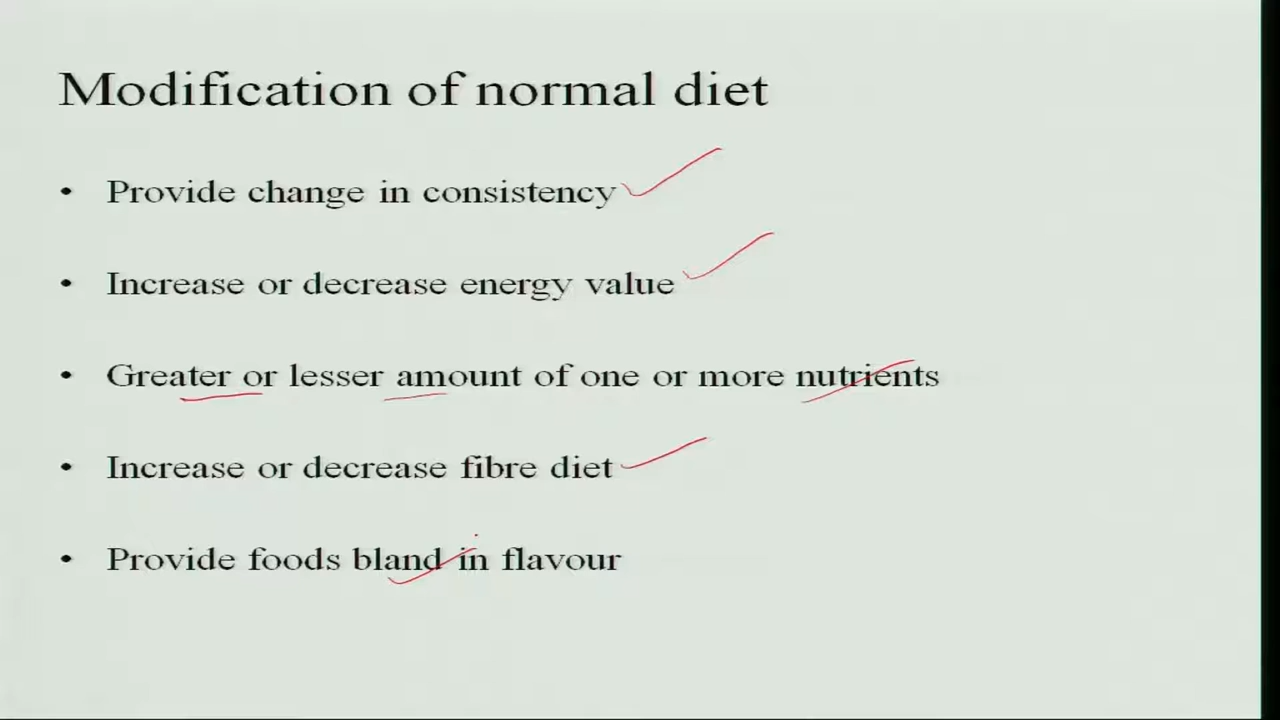 Modification of normal diet
• Provide change in consistency
• Increase or decrease energy value
• Greater or lesser amount of one or more nutrients
• Increase or decrease fibre diet
• Provide foods bland in flavour